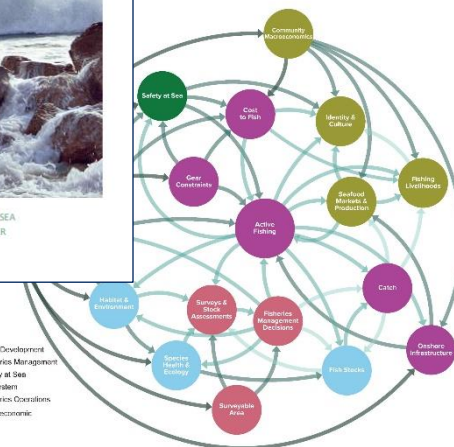 Community
Macroeconomics
Safety at Sea
Cost
to Fish
Identity &
Culture
Gear
Constraints
Fishing
Livelihoods
Seafood
Markets &
Production
SEA
R
Active
Fishing
Catch
Habitat &
Environment
Surveys &
Stock
Assessments
Fisheries
Management
Decisions
Onshore
Infrastructure
Species
Health &
Ecology
Fish Stocks
Surveyable
Area
Development
ries Management
y at Sea
ystem
ries Operations
economic